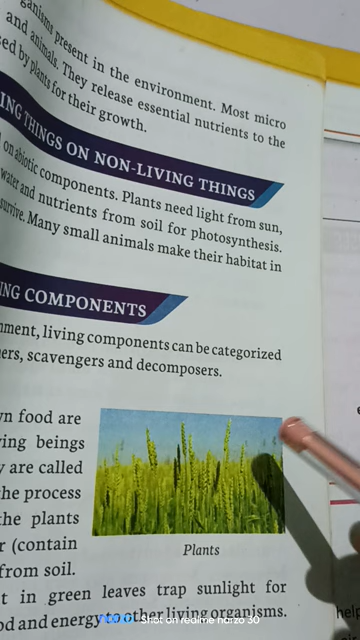 ganisms present in the environment. Most micro
and animals. They release essential nutrients to the
sed by plants for their growth.
ING THINGS ON NON-LIVING THINGS
on abiotic components. Plants need light from sun,
water and nutrients from soil for photosynthesis.
survive. Many small animals make their habitat in
NG COMPONENTS
nment, living components can be categorized
ers, scavengers and decomposers.
wn food are
ving beings
y are called
the process
the plants
r (contain
from soil.
Plants
t in green leaves trap sunlight for
od and energy to other living organisms.
Shot on realme narzo 30
help